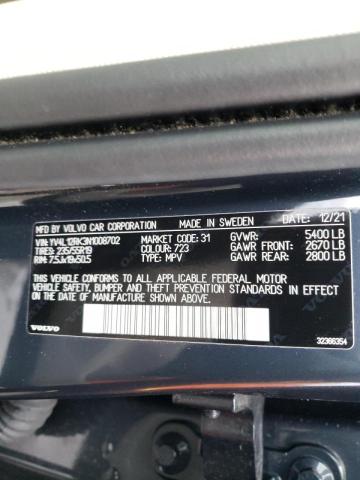 MFD BY VOLVO CAR CORPORATION MADE IN SWEDEN DATE: 12/21
VIN: YV4L12RK3N1008702 MARKET CODE: 31 GVWR: 5400 LB
TIRES: 235/55R19 COLOUR: 723 GAWR FRONT: 2670 LB
RIM: 7.5Jx19x50.5 TYPE: MPV GAWR REAR: 2800 LB
THIS VEHICLE CONFORMS TO ALL APPLICABLE FEDERAL MOTOR
VEHICLE SAFETY, BUMPER AND THEFT PREVENTION STANDARDS
IN EFFECT ON THE DATE OF MANUFACTURE SHOWN ABOVE.
VOLVO 32366354